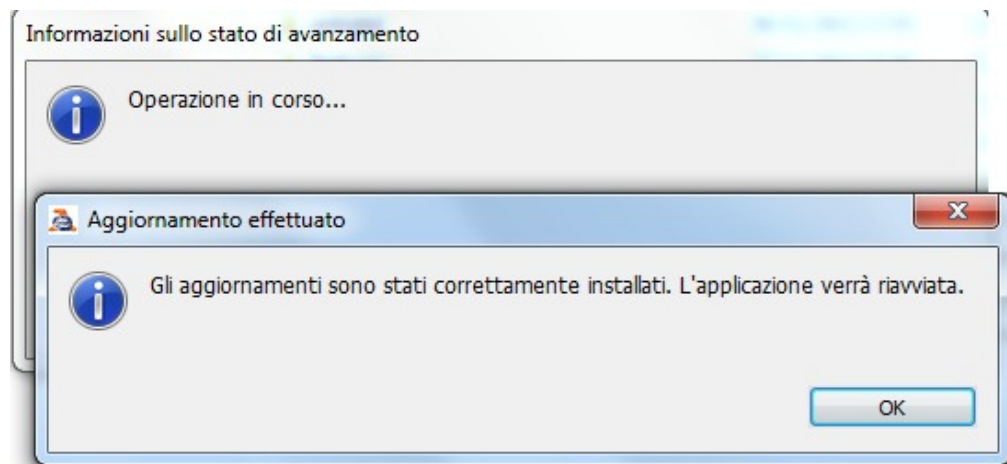 Informazioni sullo stato di avanzamento
Operazione in corso...
Aggiornamento effettuato
Gli aggiornamenti sono stati correttamente installati. L'applicazione verrà riavviata.
OK